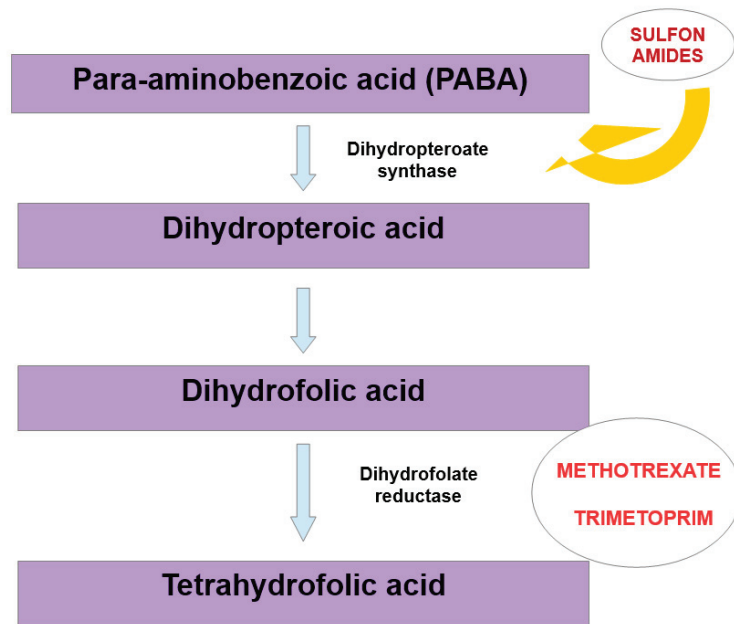 SULFON
AMIDES
Para-aminobenzoic acid (PABA)
Dihydropteroate
synthase
Dihydropteroic acid
Dihydrofolic acid
Dihydrofolate
reductase
METHOTREXATE
TRIMETOPRIM
Tetrahydrofolic acid